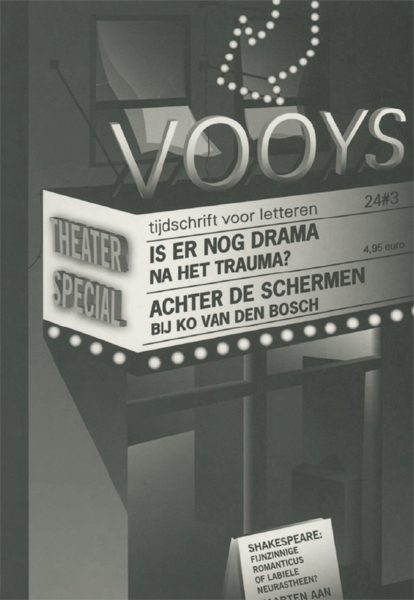 VOOYS
tijdschrift voor letteren
24#3
THEATER
SPECIAL
IS ER NOG DRAMA
NA HET TRAUMA?
4,95 euro
ACHTER DE SCHERMEN
BIJ KO VAN DEN BOSCH
SHAKESPEARE:
FIJNZINNIGE
ROMANTICUS
OF LABIELE
NEURASTHEEN?
AAN